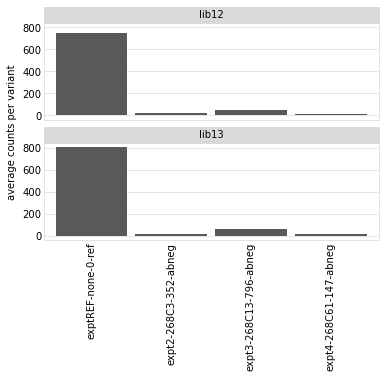 lib12
800
600
400
200
0
lib13
800
600
400
200
0
average counts per variant
exptREF-none-0-ref
expt2-268C3-352-abneg
expt3-268C13-796-abneg
expt4-268C61-147-abneg